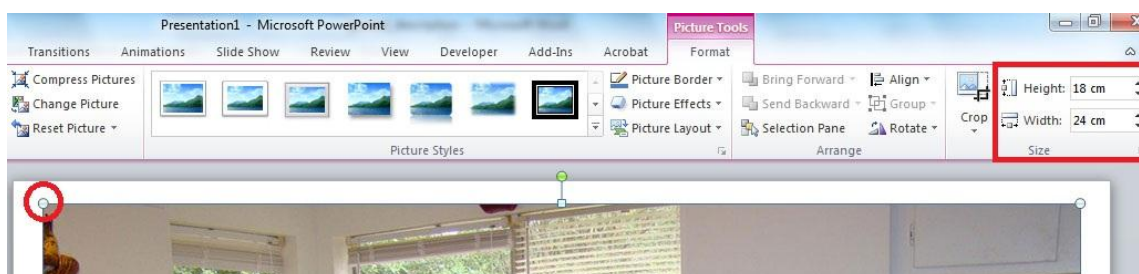 Presentation1 - Microsoft PowerPoint
Picture Tools
Transitions Animations Slide Show Review View Developer Add-Ins Acrobat Format
Compress Pictures
Change Picture
Reset Picture
Picture Styles
Picture Border
Picture Effects
Picture Layout
Bring Forward
Send Backward
Selection Pane
Align
Group
Rotate
Arrange
Crop
Height: 18 cm
Width: 24 cm
Size